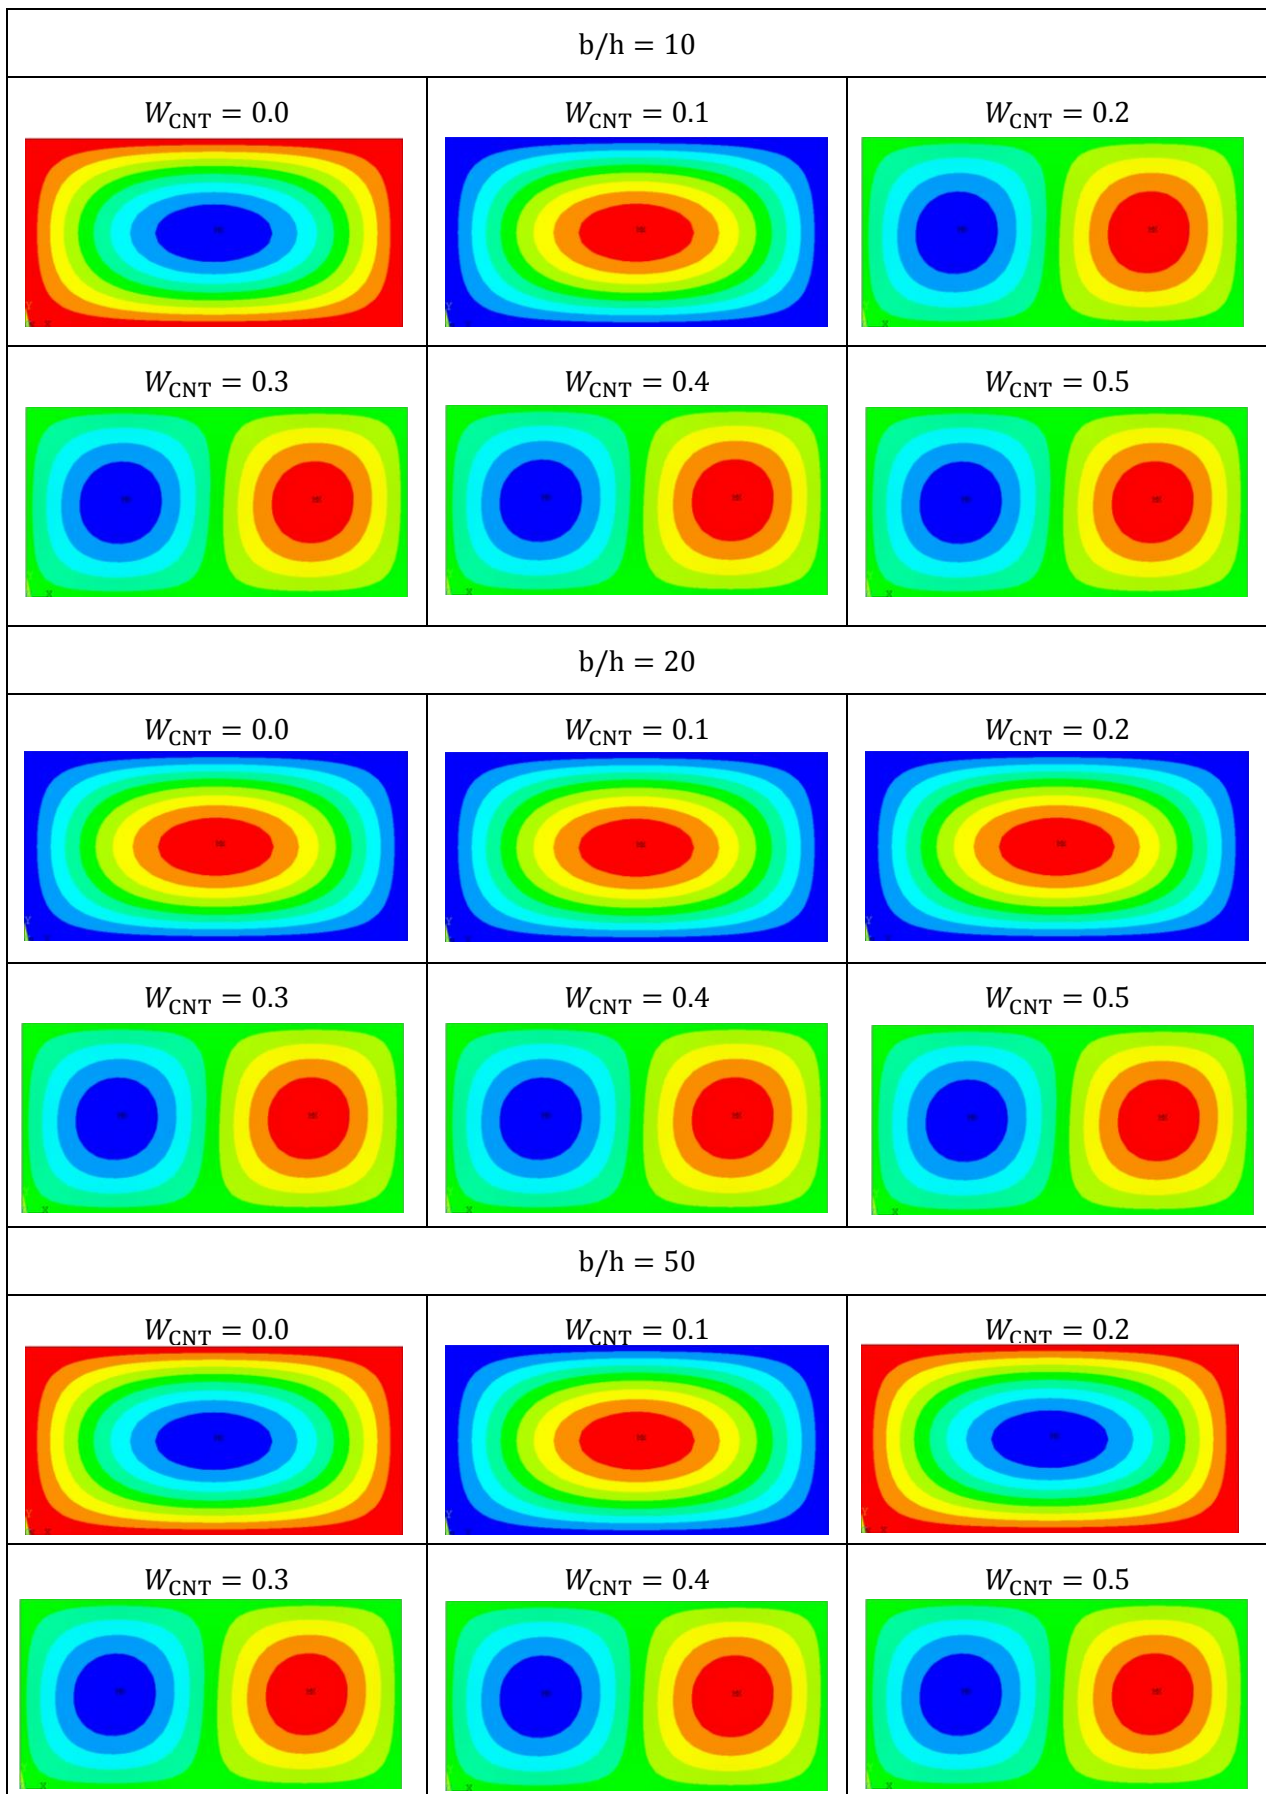 b/h = 10
W_CNT = 0.0
W_CNT = 0.1
W_CNT = 0.2
W_CNT = 0.3
W_CNT = 0.4
W_CNT = 0.5
b/h = 20
W_CNT = 0.0
W_CNT = 0.1
W_CNT = 0.2
W_CNT = 0.3
W_CNT = 0.4
W_CNT = 0.5
b/h = 50
W_CNT = 0.0
W_CNT = 0.1
W_CNT = 0.2
W_CNT = 0.3
W_CNT = 0.4
W_CNT = 0.5